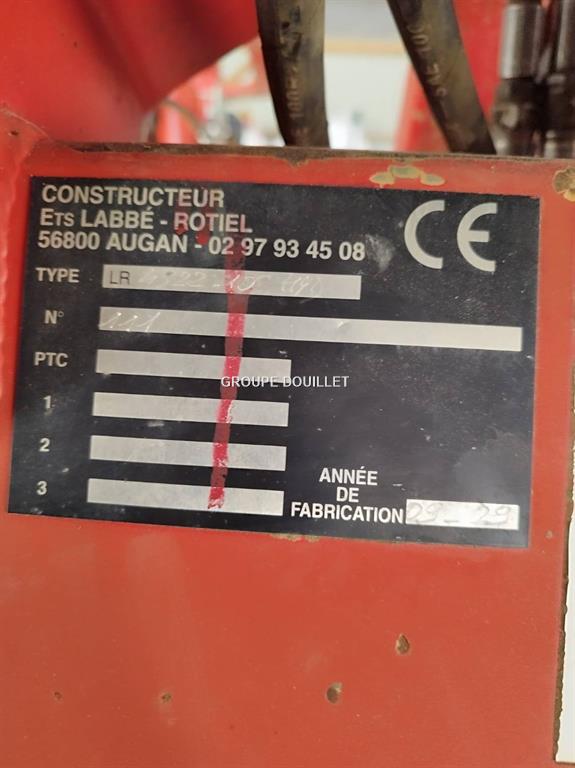 CONSTRUCTEUR
ETS LABBÉ - ROTIEL
56800 AUGAN - 02 97 93 45 08
CE
TYPE LR
N° 111
PTC
GROUPE DOUILLET
1
2
3
ANNÉE
DE
FABRICATION